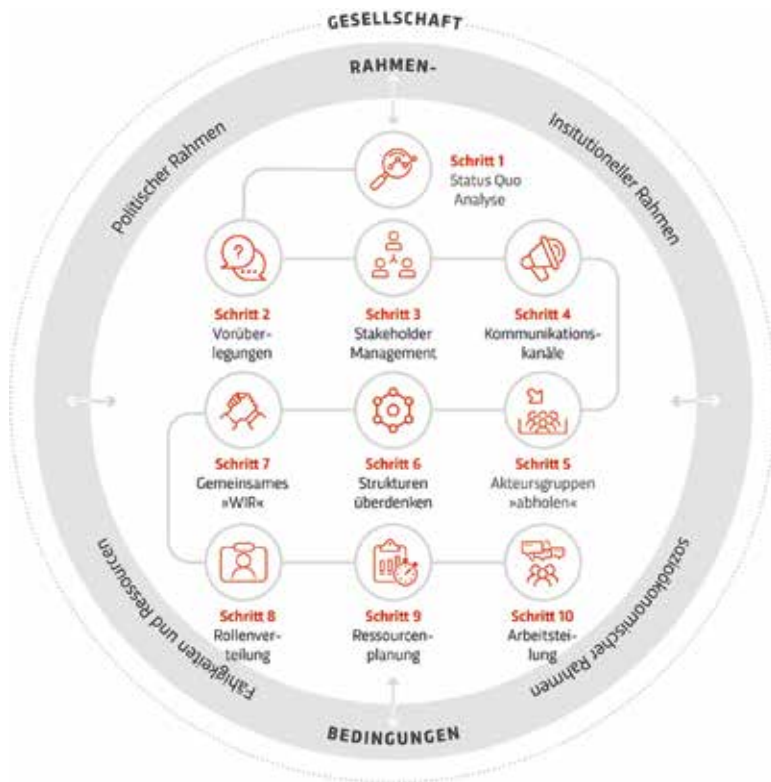 GESELLSCHAFT
RAHMEN-
Politischer Rahmen
Insitutioneller Rahmen
Schritt 1
Status Quo
Analyse
Schritt 2
Vorüber-
legungen
Schritt 3
Stakeholder
Management
Schritt 4
Kommunikations-
kanäle
Schritt 5
Akteursgruppen
»abholen«
Schritt 6
Strukturen
überdenken
Schritt 7
Gemeinsames
»WIR«
Schritt 8
Rollenver-
teilung
Schritt 9
Ressourcen-
planung
Schritt 10
Arbeitstei-
lung
Fähigkeiten und Ressourcen
sozioökonomischer Rahmen
BEDINGUNGEN